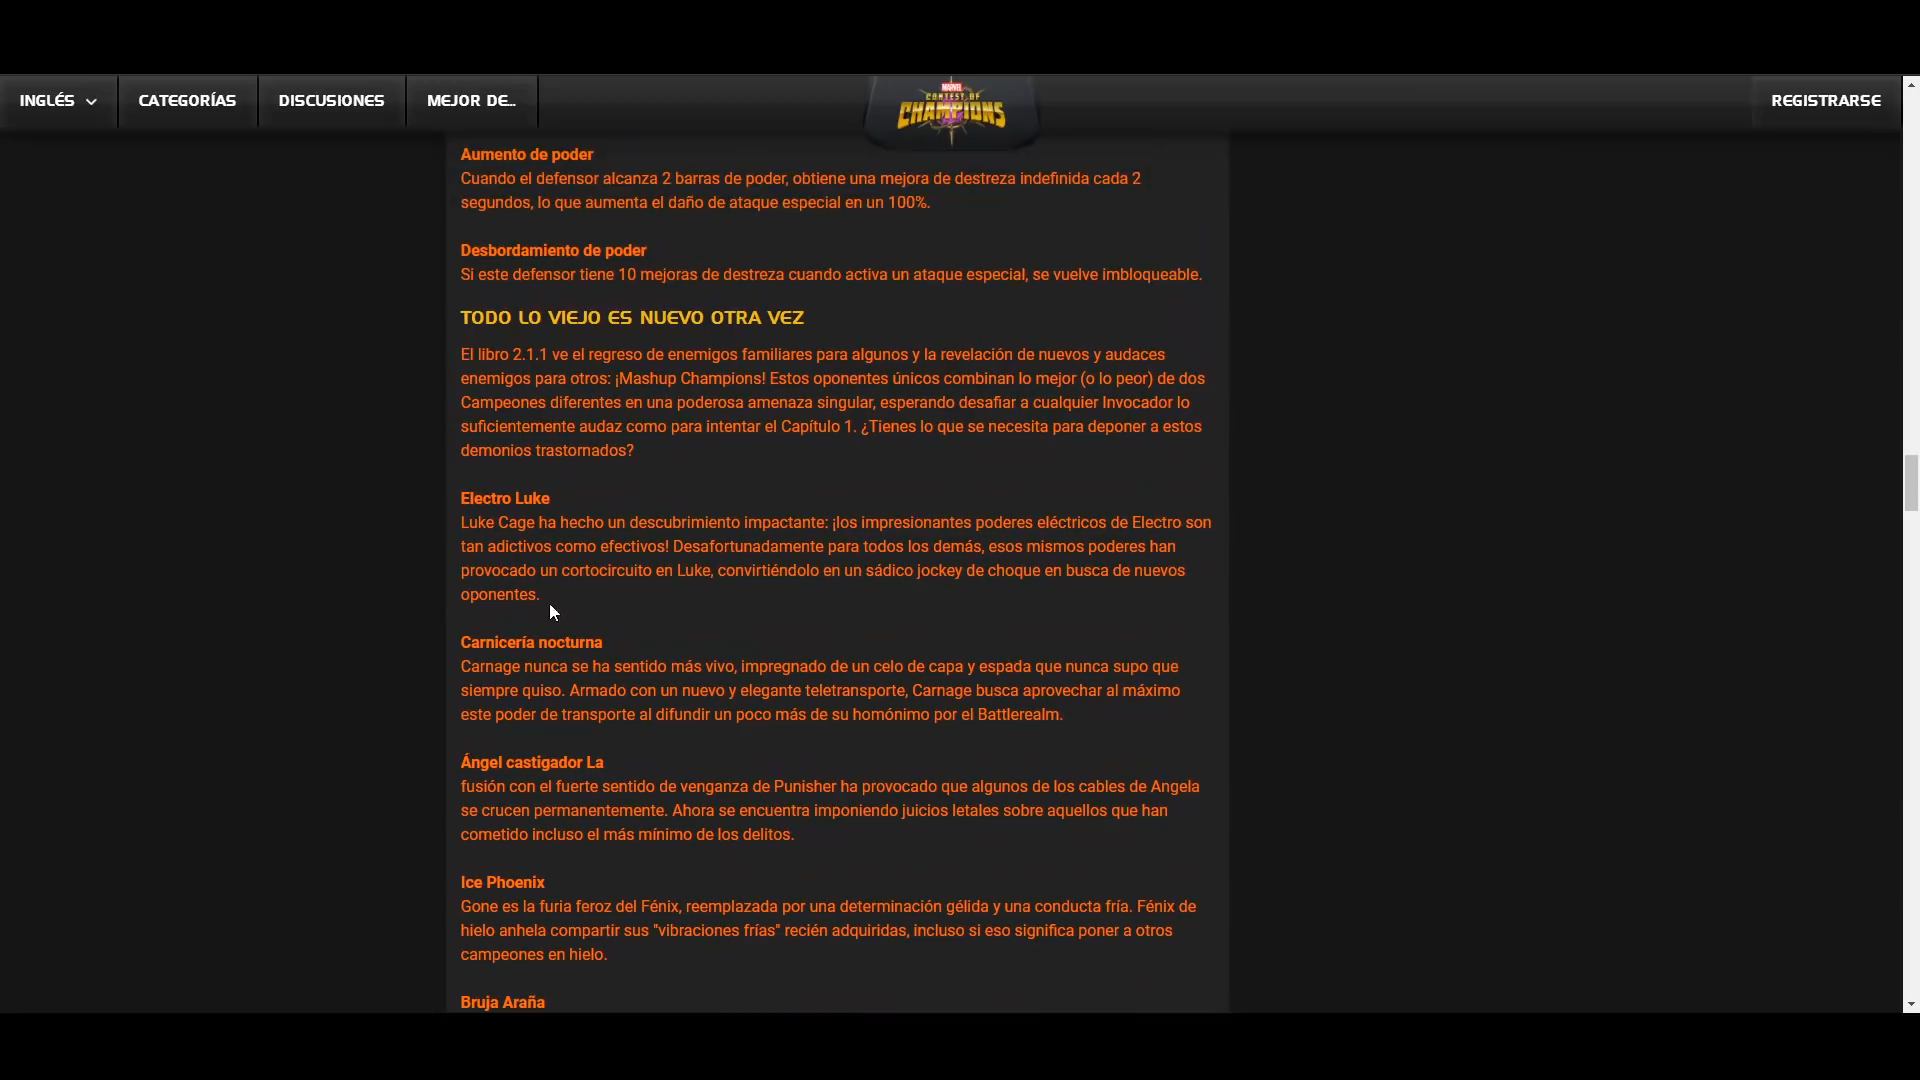 INGLÉS
CATEGORÍAS
DISCUSIONES
MEJOR DE...
MARVEL
CONTEST OF
CHAMPIONS
REGISTRARSE
Aumento de poder
Cuando el defensor alcanza 2 barras de poder, obtiene una mejora de destreza indefinida cada 2
segundos, lo que aumenta el daño de ataque especial en un 100%.
Desbordamiento de poder
Si este defensor tiene 10 mejoras de destreza cuando activa un ataque especial, se vuelve imbloqueable.
TODO LO VIEJO ES NUEVO OTRA VEZ
El libro 2.1.1 ve el regreso de enemigos familiares para algunos y la revelación de nuevos y audaces
enemigos para otros: ¡Mashup Champions! Estos oponentes únicos combinan lo mejor (o lo peor) de dos
Campeones diferentes en una poderosa amenaza singular, esperando desafiar a cualquier Invocador lo
suficientemente audaz como para intentar el Capítulo 1. ¿Tienes lo que se necesita para deponer a estos
demonios trastornados?
Electro Luke
Luke Cage ha hecho un descubrimiento impactante: ¡los impresionantes poderes eléctricos de Electro son
tan adictivos como efectivos! Desafortunadamente para todos los demás, esos mismos poderes han
provocado un cortocircuito en Luke, convirtiéndolo en un sádico jockey de choque en busca de nuevos
oponentes.
Carnicería nocturna
Carnage nunca se ha sentido más vivo, impregnado de un celo de capa y espada que nunca supo que
siempre quiso. Armado con un nuevo y elegante teletransporte, Carnage busca aprovechar al máximo
este poder de transporte al difundir un poco más de su homónimo por el Battlerealm.
Ángel castigador La
fusión con el fuerte sentido de venganza de Punisher ha provocado que algunos de los cables de Angela
se crucen permanentemente. Ahora se encuentra imponiendo juicios letales sobre aquellos que han
cometido incluso el más mínimo de los delitos.
Ice Phoenix
Gone es la furia feroz del Fénix, reemplazada por una determinación gélida y una conducta fría. Fénix de
hielo anhela compartir sus "vibraciones frías" recién adquiridas, incluso si eso significa poner a otros
campeones en hielo.
Bruja Araña